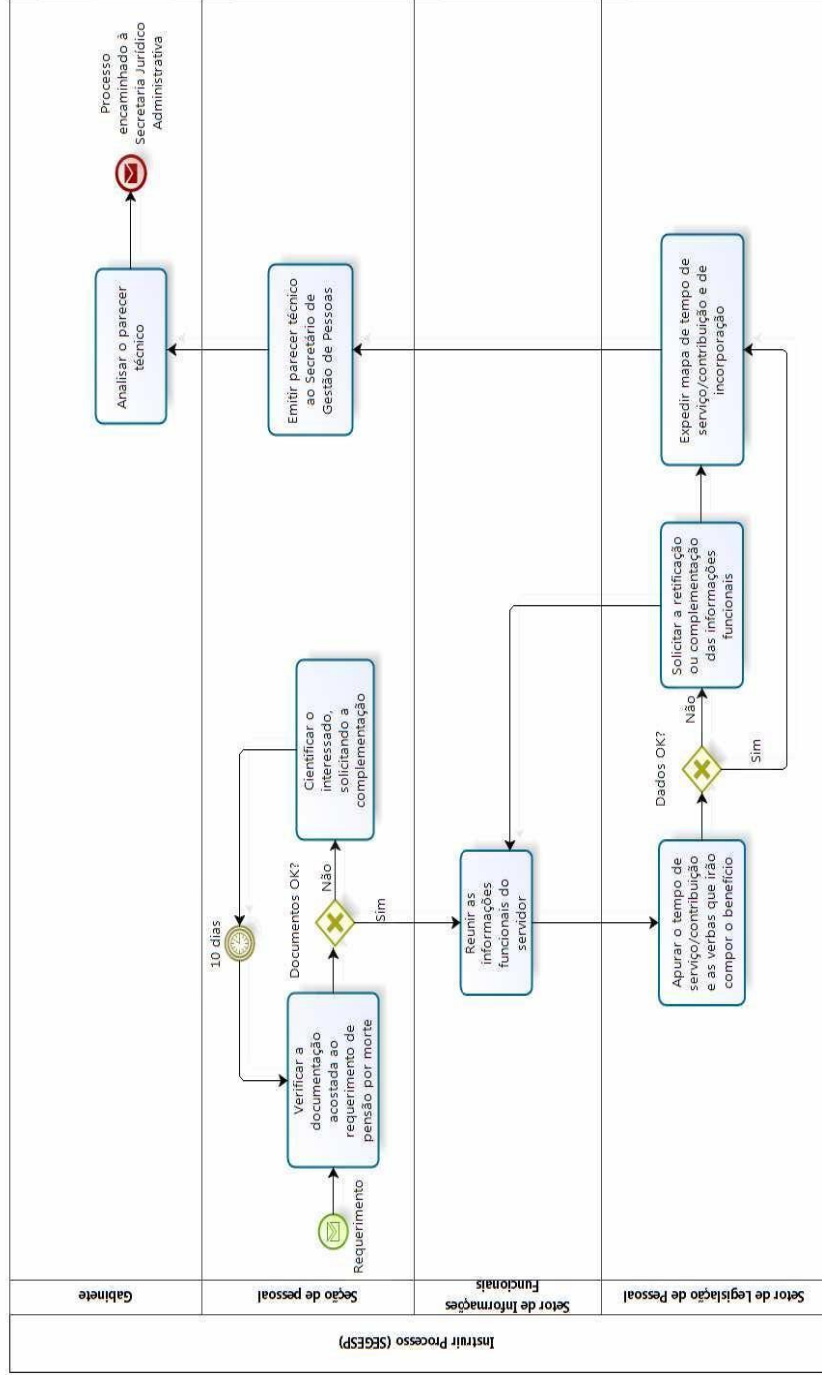 Instruir Processo (SEGESP)
Gabinete
Analisar o parecer
técnico
Processo
encaminhado à
Secretaria Jurídico
Administrativa
Seção de pessoal
Requerimento
Verificar a
documentação
acostada ao
requerimento de
pensão por morte
10 dias
Documentos OK?
Não
Sim
Cientificar o
interessado,
solicitando a
complementação
Emitir parecer técnico
ao Secretário de
Gestão de Pessoas
Setor de Informações
Funcionais
Reunir as
informações
funcionais do
servidor
Setor de Legislação de Pessoal
Apurar o tempo de
serviço/contribuição
e as verbas que irão
compor o benefício
Dados OK?
Não
Sim
Solicitar a retificação
ou complementação
das informações
funcionais
Expedir mapa de tempo de
serviço/contribuição e de
incorporação